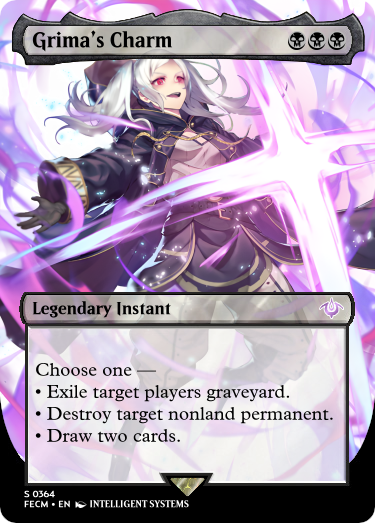 Grima's Charm
Legendary Instant
Choose one —
• Exile target players graveyard.
• Destroy target nonland permanent.
• Draw two cards.
S 0364
FECM • EN INTELLIGENT SYSTEMS